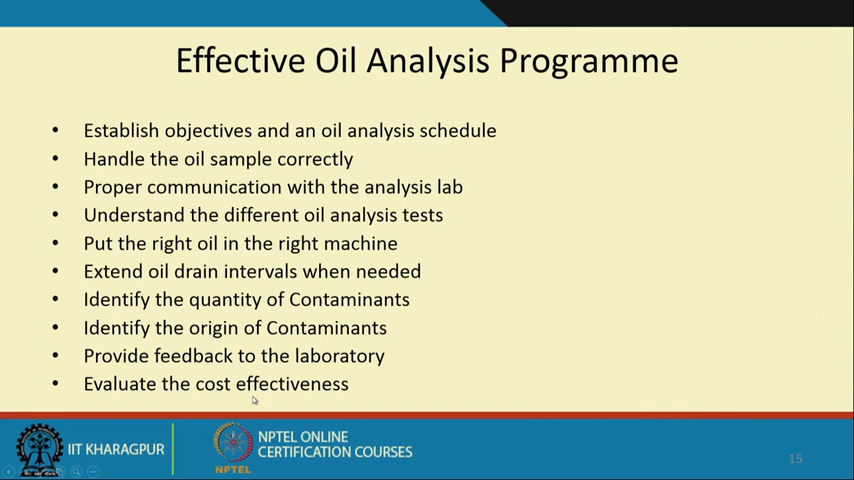 Effective Oil Analysis Programme
• Establish objectives and an oil analysis schedule
• Handle the oil sample correctly
• Proper communication with the analysis lab
• Understand the different oil analysis tests
• Put the right oil in the right machine
• Extend oil drain intervals when needed
• Identify the quantity of Contaminants
• Identify the origin of Contaminants
• Provide feedback to the laboratory
• Evaluate the cost effectiveness
IIT KHARAGPUR
NPTEL
NPTEL ONLINE
CERTIFICATION COURSES
15